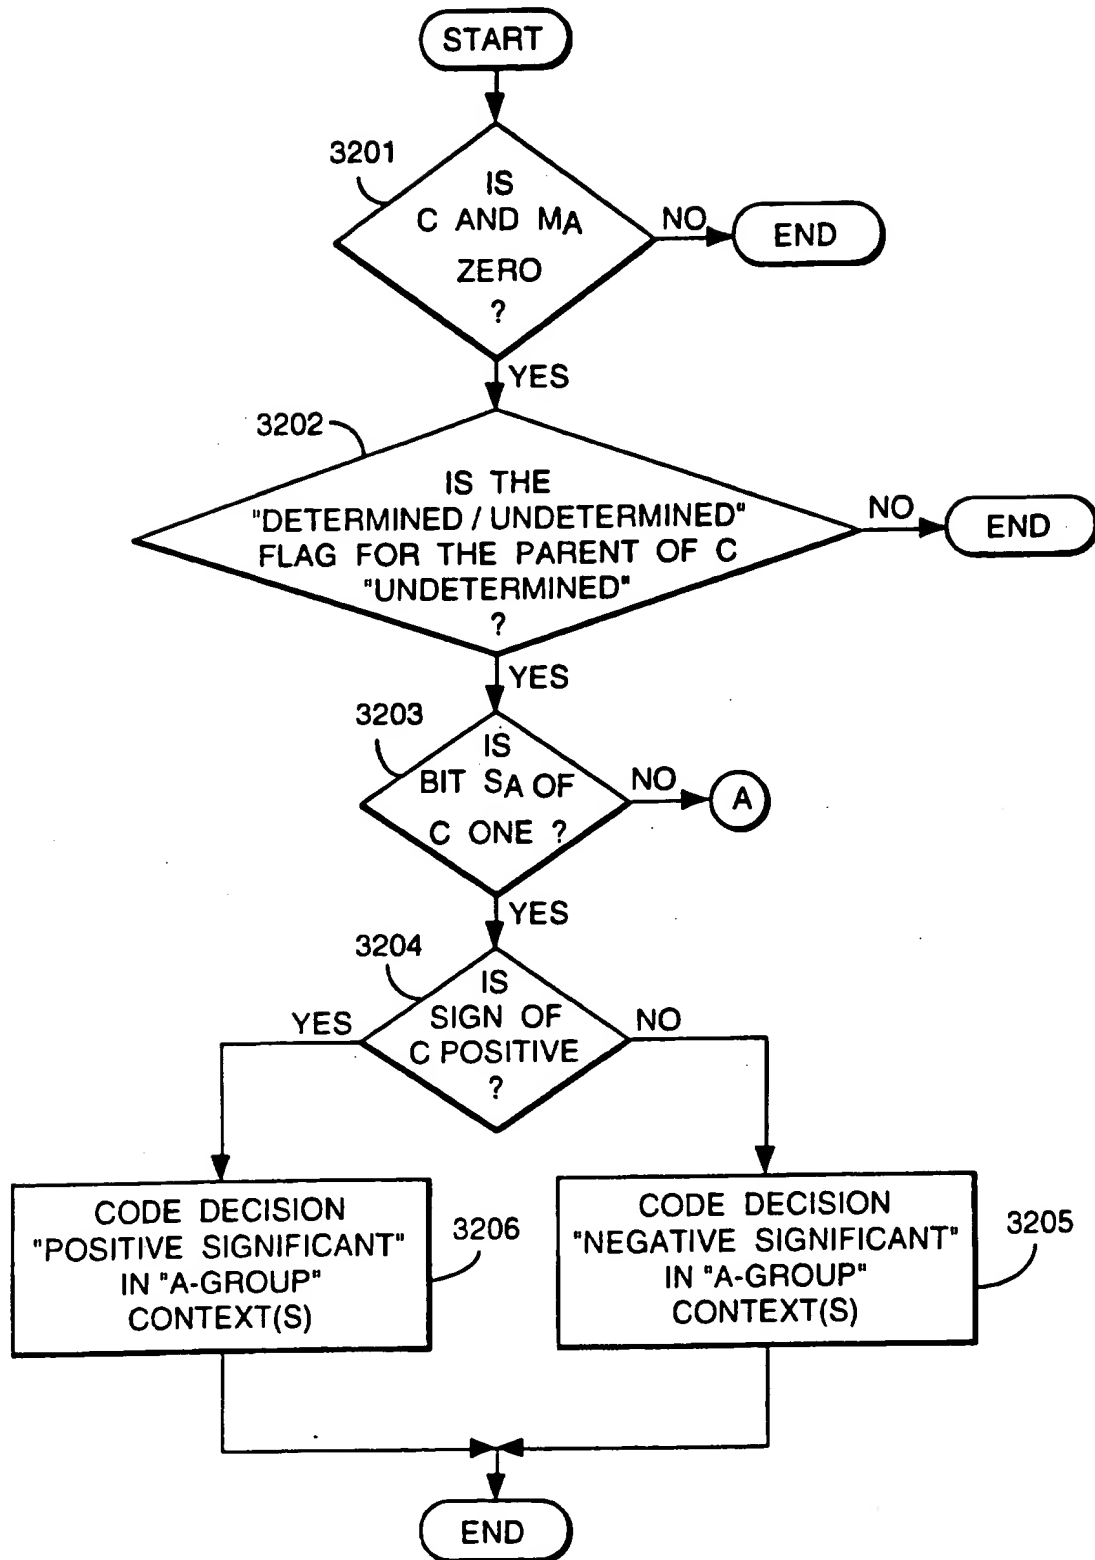 START
3201
IS
C AND MA
ZERO
?
NO
END
YES
3202
IS THE
"DETERMINED / UNDETERMINED"
FLAG FOR THE PARENT OF C
"UNDETERMINED"
?
NO
END
YES
3203
IS
BIT SA OF
C ONE ?
NO
A
YES
3204
IS
SIGN OF
C POSITIVE
?
YES
NO
CODE DECISION
"POSITIVE SIGNIFICANT"
IN "A-GROUP"
CONTEXT(S)
3206
CODE DECISION
"NEGATIVE SIGNIFICANT"
IN "A-GROUP"
CONTEXT(S)
3205
END